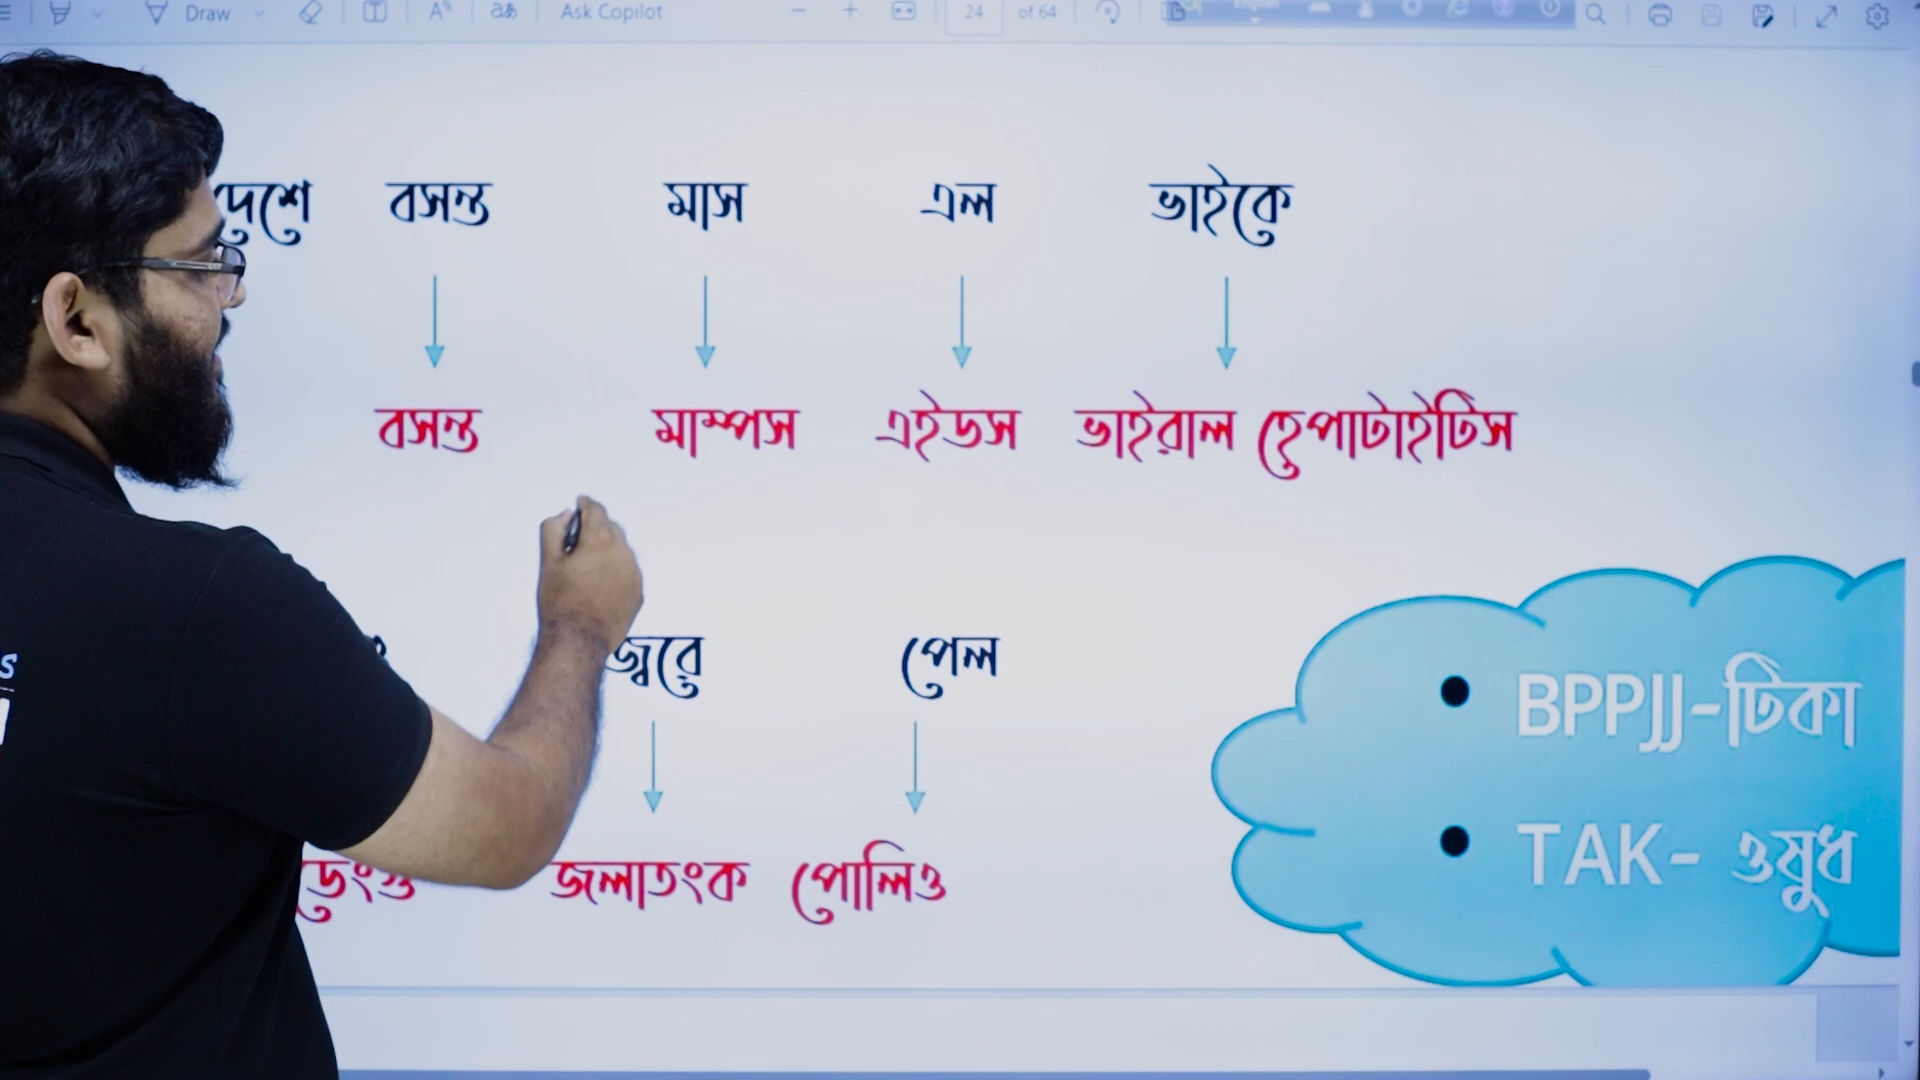 Draw Ask Copilot 24 of 64
দেশে বসন্ত মাস এল ভাইকে
বসন্ত মাম্পস এইডস ভাইরাল হেপাটাইটিস
জ্বরে পেল
ডেংগু জলাতংক পোলিও
BPPJJ-টিকা
TAK- ওষুধ